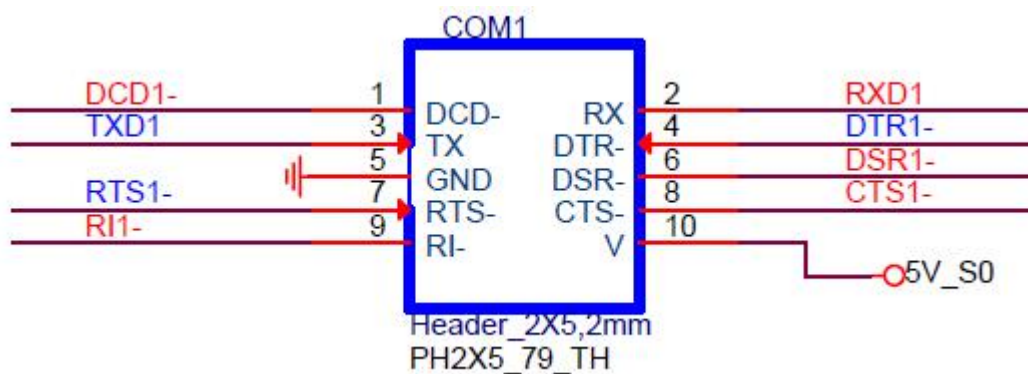 COM1
DCD1- 1 DCD- RX 2 RXD1
TXD1 3 TX DTR- 4 DTR1-
5 GND DSR- 6 DSR1-
RTS1- 7 RTS- CTS- 8 CTS1-
RI1- 9 RI- V 10
5V_S0
Header_2X5,2mm
PH2X5_79_TH